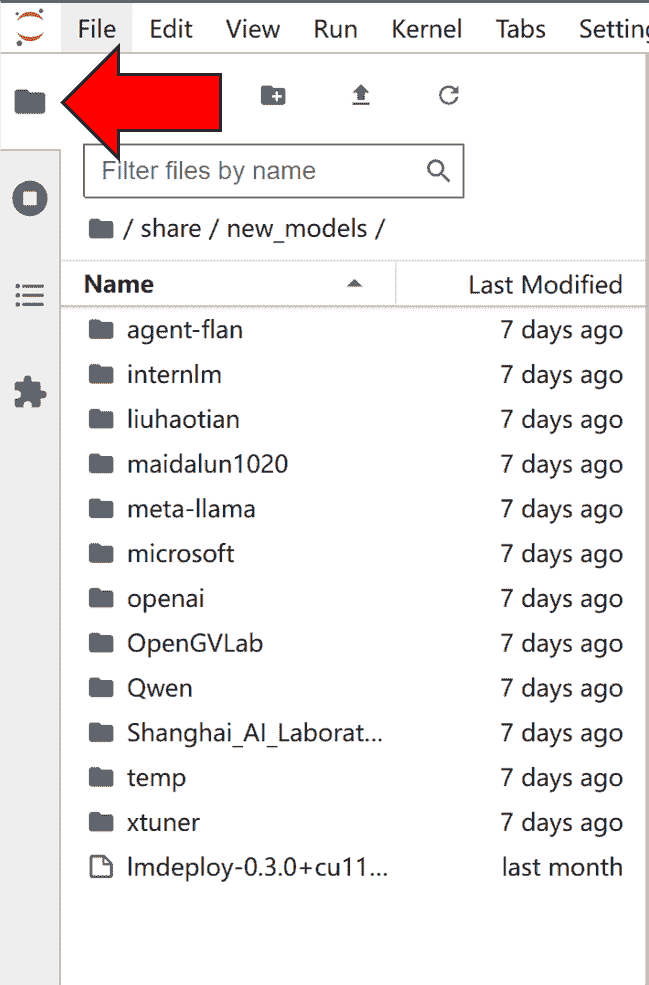 File Edit View Run Kernel Tabs Setting
Filter files by name
/ share / new_models /
Name Last Modified
agent-flan 7 days ago
internlm 7 days ago
liuhaotian 7 days ago
maidalun1020 7 days ago
meta-llama 7 days ago
microsoft 7 days ago
openai 7 days ago
OpenGVLab 7 days ago
Qwen 7 days ago
Shanghai_AI_Laborat... 7 days ago
temp 7 days ago
xtuner 7 days ago
lmdeploy-0.3.0+cu11... last month